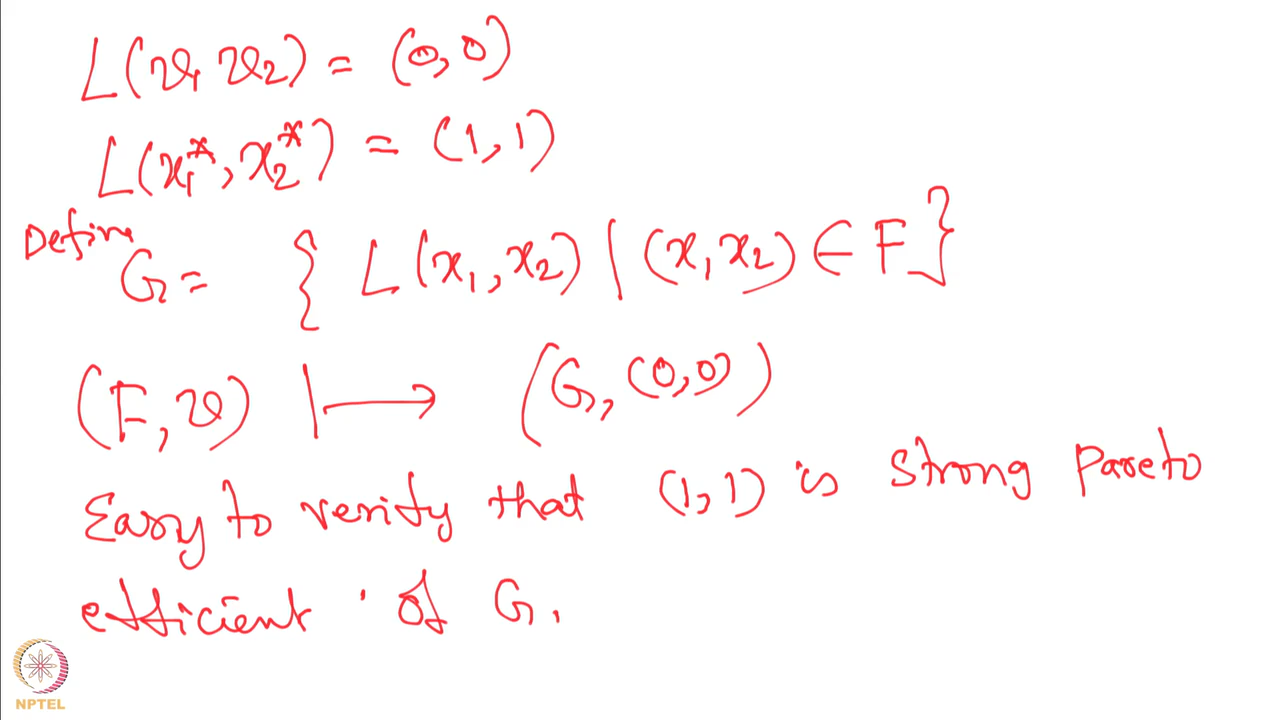 L(v₁, v₂) = (0,0)
L(x₁*, x₂*) = (1,1)
Define
G = { L(x₁, x₂) | (x₁, x₂) ∈ F }
(F, v) ⟼ (G, (0,0))
Easy to verify that (1,1) is strong Pareto
efficient of G.
NPTEL